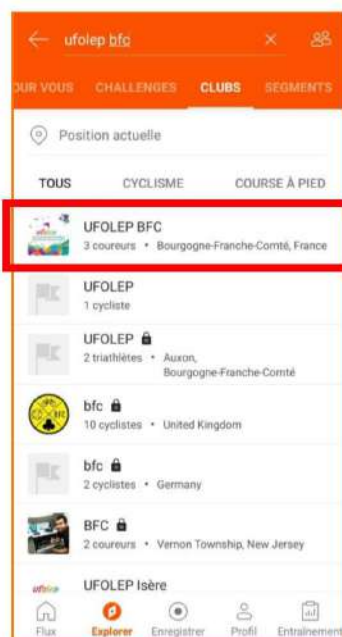 ufolep bfc
OUR VOUS CHALLENGES CLUBS SEGMENTS
Position actuelle
TOUS CYCLISME COURSE À PIED
UFOLEP BFC
3 coureurs • Bourgogne-Franche-Comté, France
UFOLEP
1 cycliste
UFOLEP
2 triathlètes • Auxon,
Bourgogne-Franche-Comté
bfc
10 cyclistes • United Kingdom
bfc
2 cyclistes • Germany
BFC
2 coureurs • Vernon Township, New Jersey
ufolep UFOLEP Isère
Flux Explorer Enregistrer Profil Entraînement